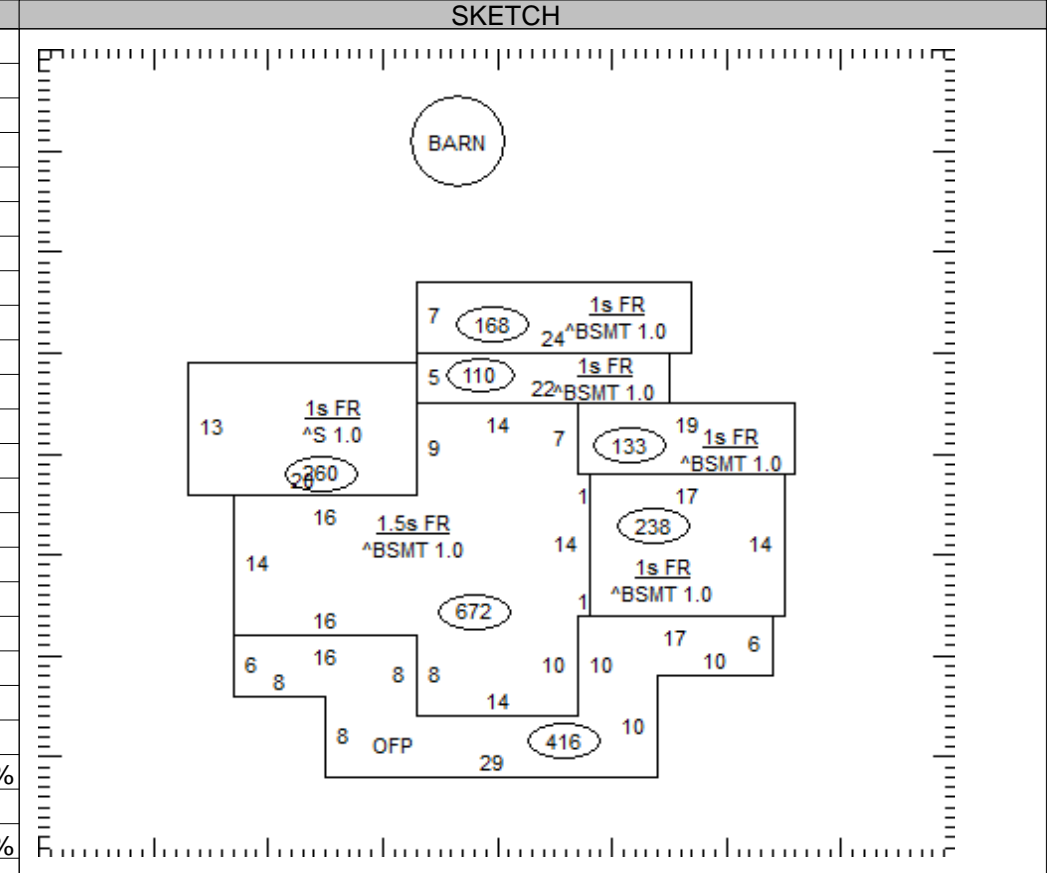 SKETCH
BARN
1s FR
7 168 24 ^BSMT 1.0
1s FR
5 110 22 ^BSMT 1.0
14 19
1s FR 9 7 133 1s FR
13 ^S 1.0 ^BSMT 1.0
260
20
16 1 17
1.5s FR 238
^BSMT 1.0 14 14
14 1s FR
^BSMT 1.0
672 1
16
17 6
6 16 8 8 10 10 10
8
14
8 OFP 416 10
29
%
%